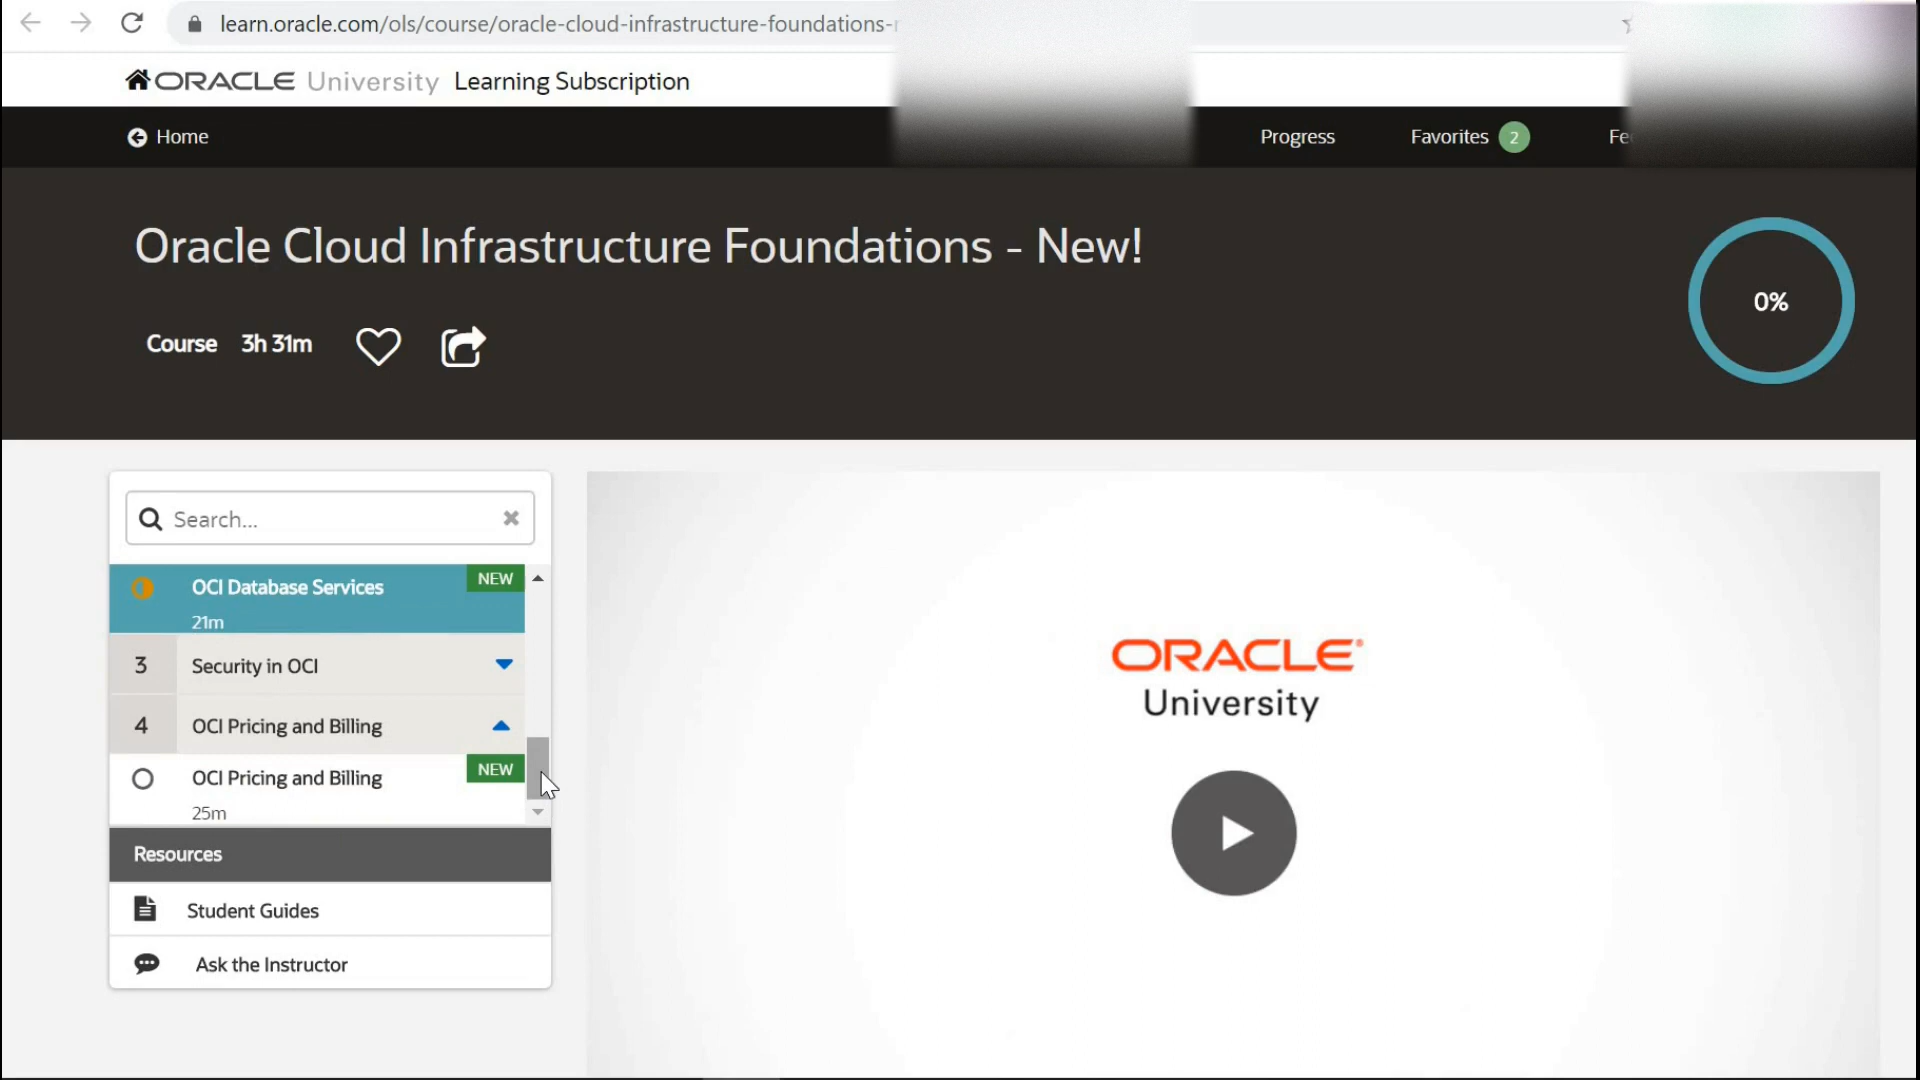 learn.oracle.com/ols/course/oracle-cloud-infrastructure-foundations-
ORACLE University Learning Subscription
Home
Progress
Favorites 2
Oracle Cloud Infrastructure Foundations - New!
Course 3h 31m
0%
Search...
OCI Database Services
NEW
21m
3 Security in OCI
4 OCI Pricing and Billing
OCI Pricing and Billing
NEW
25m
Resources
Student Guides
Ask the Instructor
ORACLE
University